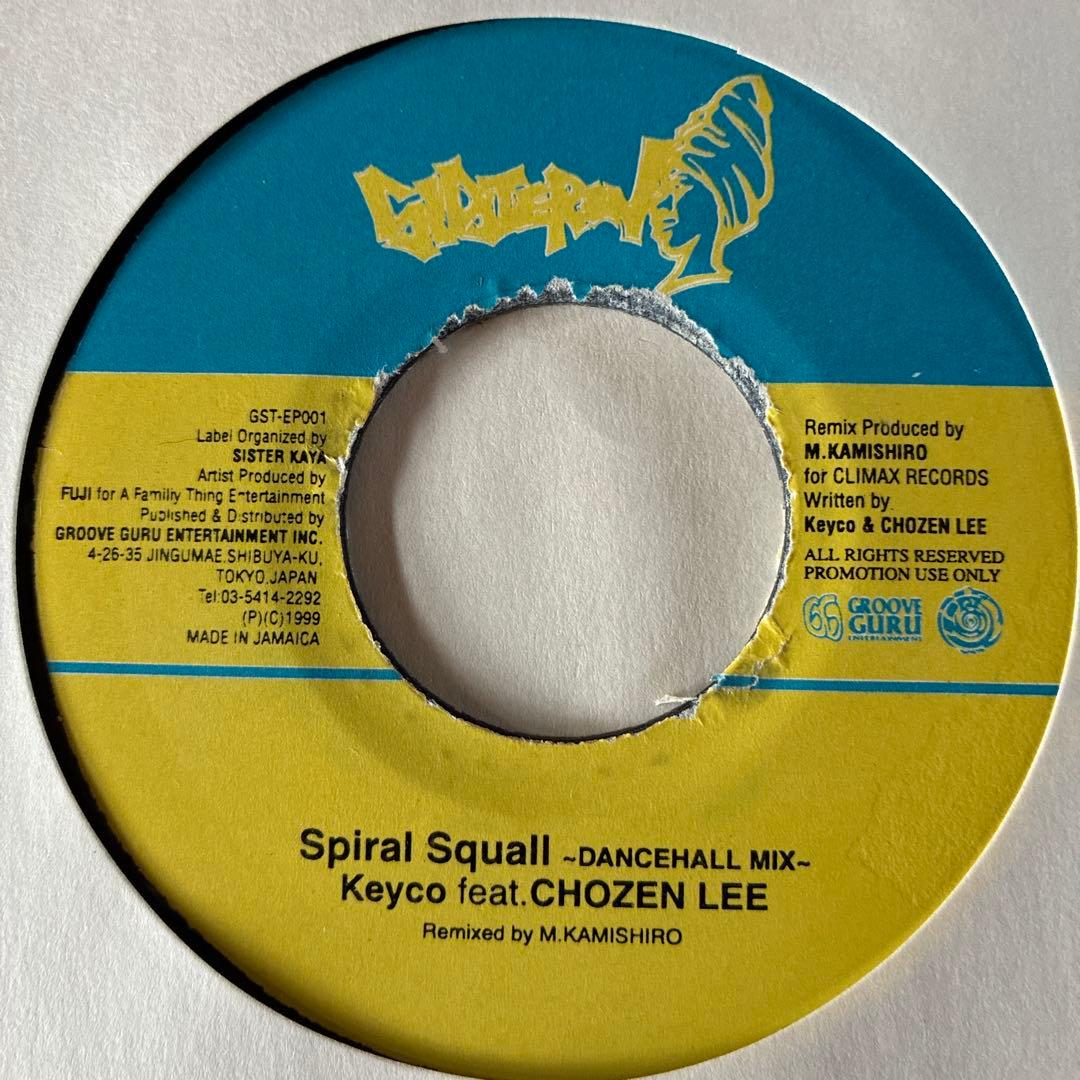 GST-EP001
Label Organized by
SISTER KAYA
Artist Produced by
FUJI for A Familiy Thing Entertainment
Published & Distributed by
GROOVE GURU ENTERTAINMENT INC.
4-26-35 JINGUMAE.SHIBUYA-KU,
TOKYO.JAPAN
Tel:03-5414-2292
(P)(C)1999
MADE IN JAMAICA
Remix Produced by
M.KAMISHIRO
for CLIMAX RECORDS
Written by
Keyco & CHOZEN LEE
ALL RIGHTS RESERVED
PROMOTION USE ONLY
GROOVE
GURU
ENTERTAINMENT
Spiral Squall ~DANCEHALL MIX~
Keyco feat.CHOZEN LEE
Remixed by M.KAMISHIRO